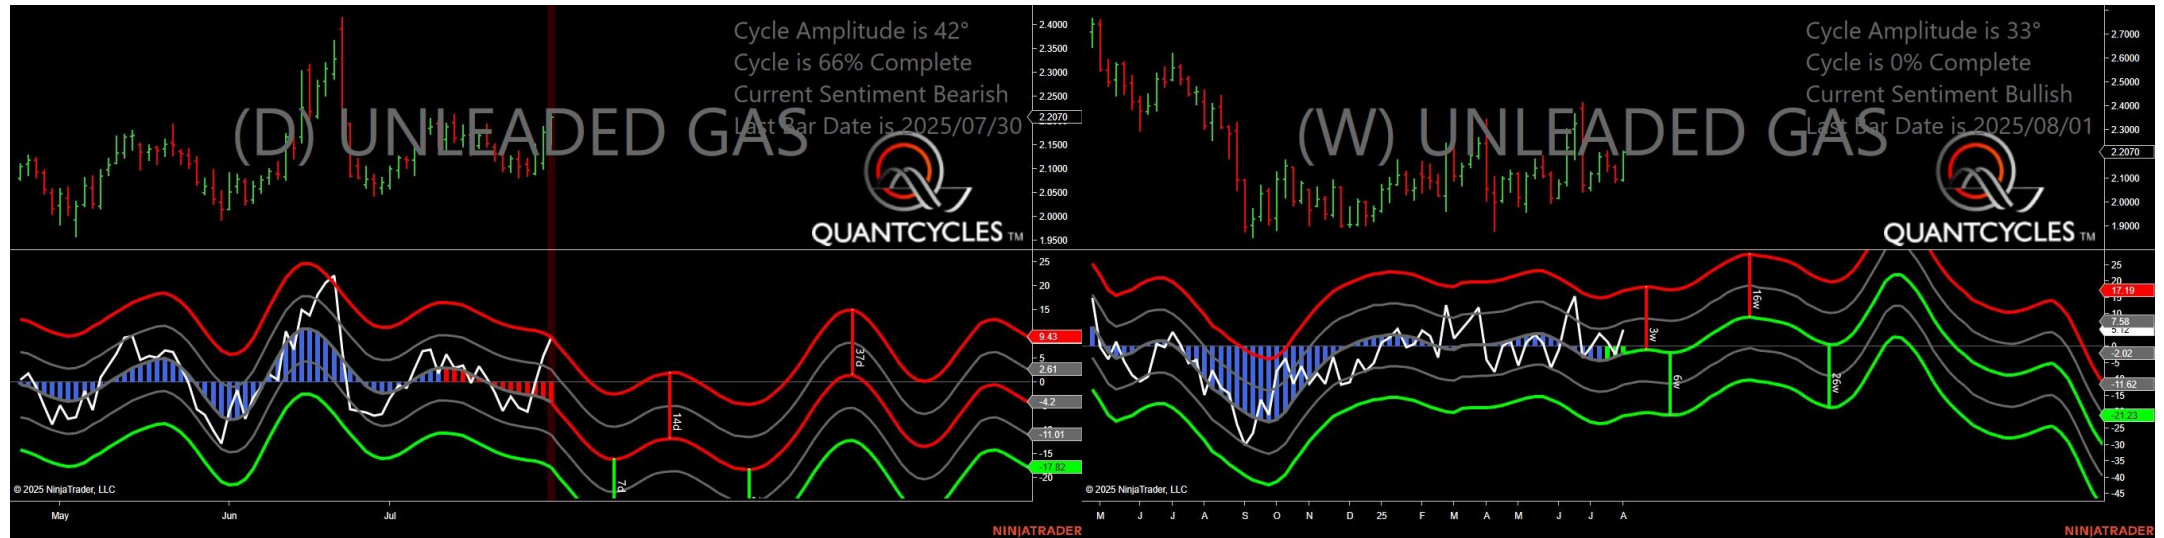 Cycle Amplitude is 42°
Cycle is 66% Complete
Current Sentiment Bearish
Last Bar Date is 2025/07/30
(D) UNLEADED GAS
QUANTCYCLES TM
2.4000
2.3500
2.3000
2.2500
2.2070
2.1500
2.1000
2.0500
2.0000
1.9500
25
20
15
9.43
5
2.61
0
-4.2
-11.01
-17.82
-20
37d
14d
7d
© 2025 NinjaTrader, LLC
May
Jun
Jul
NINJATRADER
Cycle Amplitude is 33°
Cycle is 0% Complete
Current Sentiment Bullish
Last Bar Date is 2025/08/01
(W) UNLEADED GAS
QUANTCYCLES TM
2.7000
2.6000
2.5000
2.4000
2.3000
2.2070
2.1000
2.0000
1.9000
25
20
17.19
10
7.58
5.12
0
-2.02
-5
-11.62
-15
-21.23
-25
-30
-35
-40
-45
3w
16w
6w
26w
© 2025 NinjaTrader, LLC
M
J
J
A
S
O
N
D
25
F
M
A
M
J
J
A
NINJATRADER